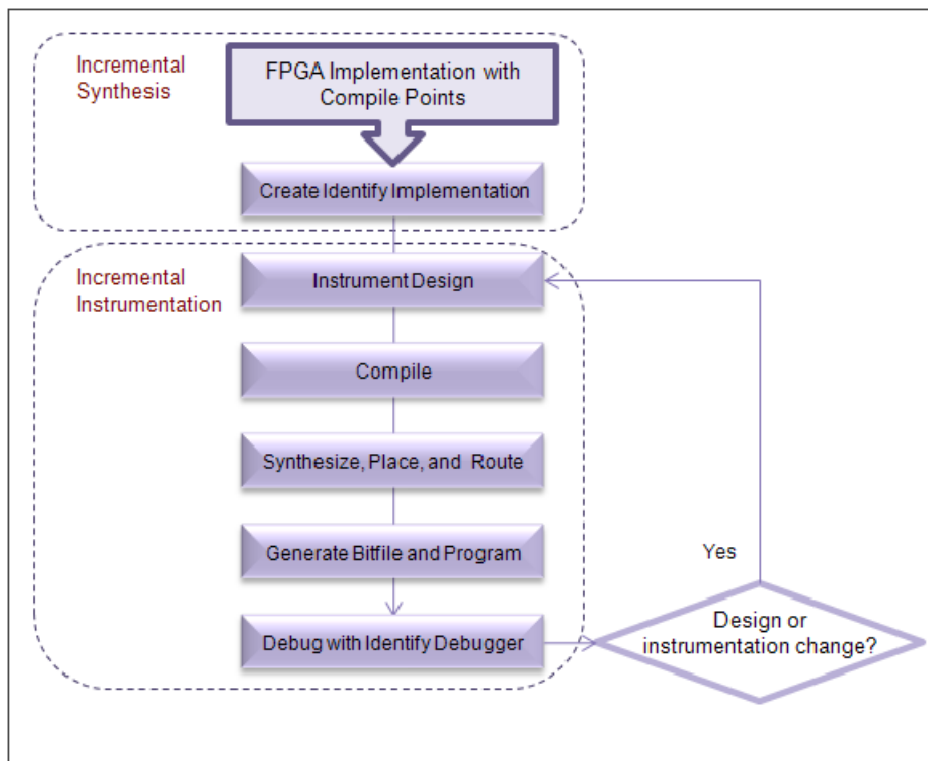 Incremental
Synthesis
FPGA Implementation with
Compile Points
Create Identify Implementation
Incremental
Instrumentation
Instrument Design
Compile
Synthesize, Place, and Route
Generate Bitfile and Program
Debug with Identify Debugger
Yes
Design or
instrumentation change?